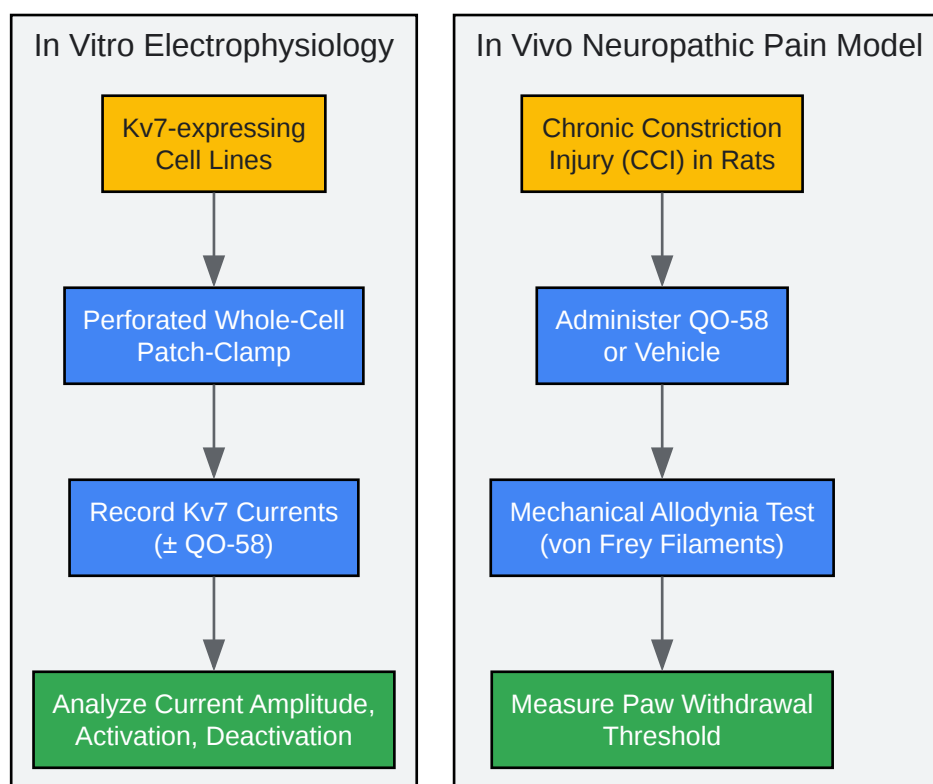 In Vitro Electrophysiology
Kv7-expressing
Cell Lines
Perforated Whole-Cell
Patch-Clamp
Record Kv7 Currents
(± QO-58)
Analyze Current Amplitude,
Activation, Deactivation
In Vivo Neuropathic Pain Model
Chronic Constriction
Injury (CCI) in Rats
Administer QO-58
or Vehicle
Mechanical Allodynia Test
(von Frey Filaments)
Measure Paw Withdrawal
Threshold